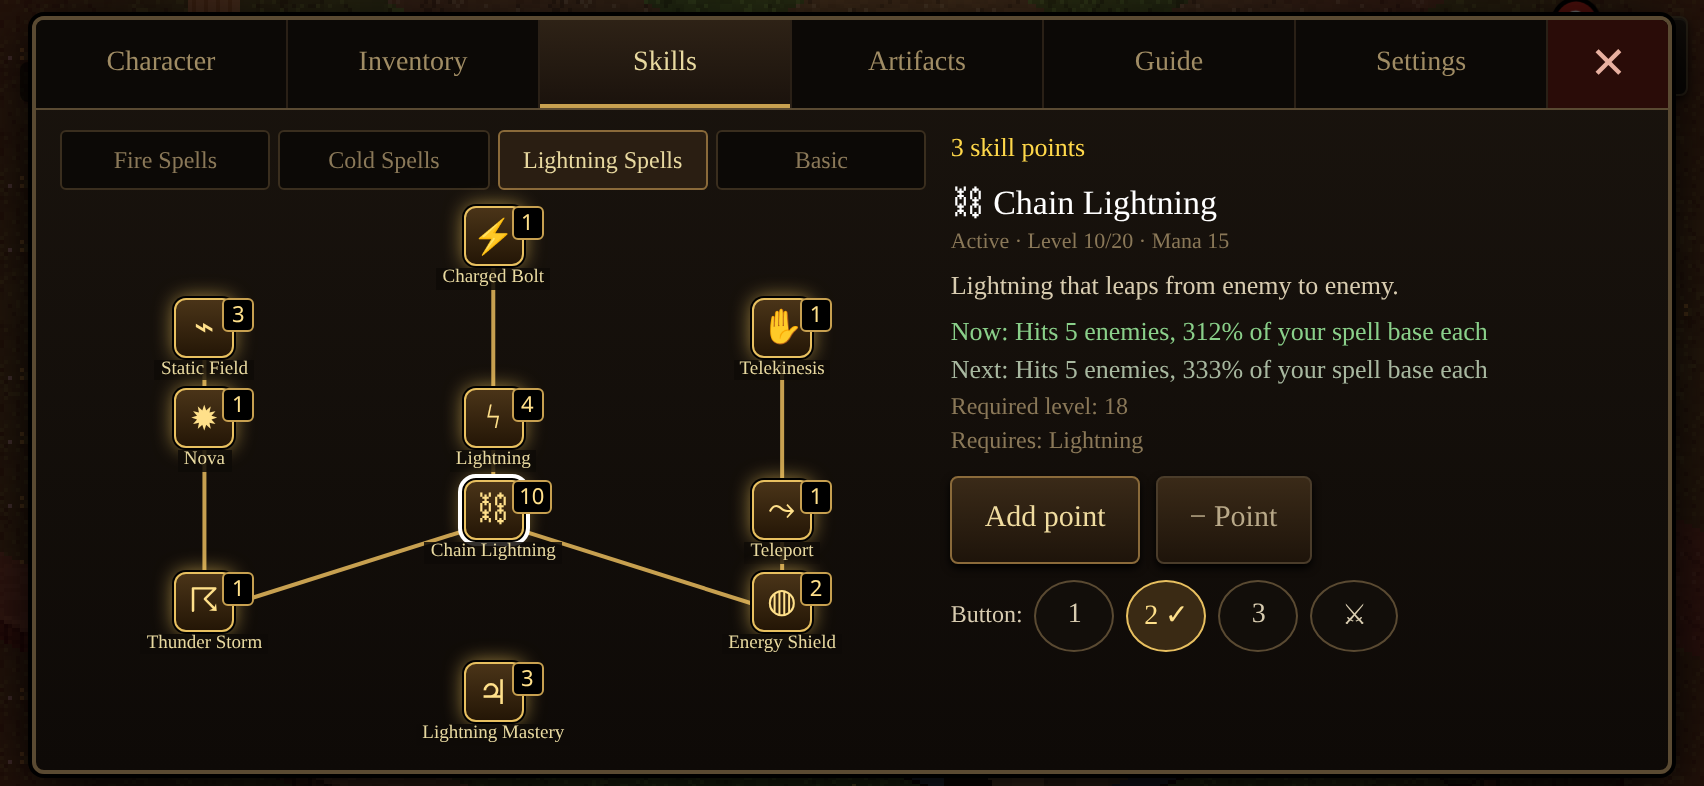 Character Inventory Skills Artifacts Guide Settings ✕
Fire Spells Cold Spells Lightning Spells Basic
1
Charged Bolt
3
Static Field
1
Telekinesis
1
Nova
4
Lightning
10
Chain Lightning
1
Teleport
1
Thunder Storm
2
Energy Shield
3
Lightning Mastery
3 skill points
Chain Lightning
Active · Level 10/20 · Mana 15
Lightning that leaps from enemy to enemy.
Now: Hits 5 enemies, 312% of your spell base each
Next: Hits 5 enemies, 333% of your spell base each
Required level: 18
Requires: Lightning
Add point − Point
Button: 1 2 ✓ 3 ⚔